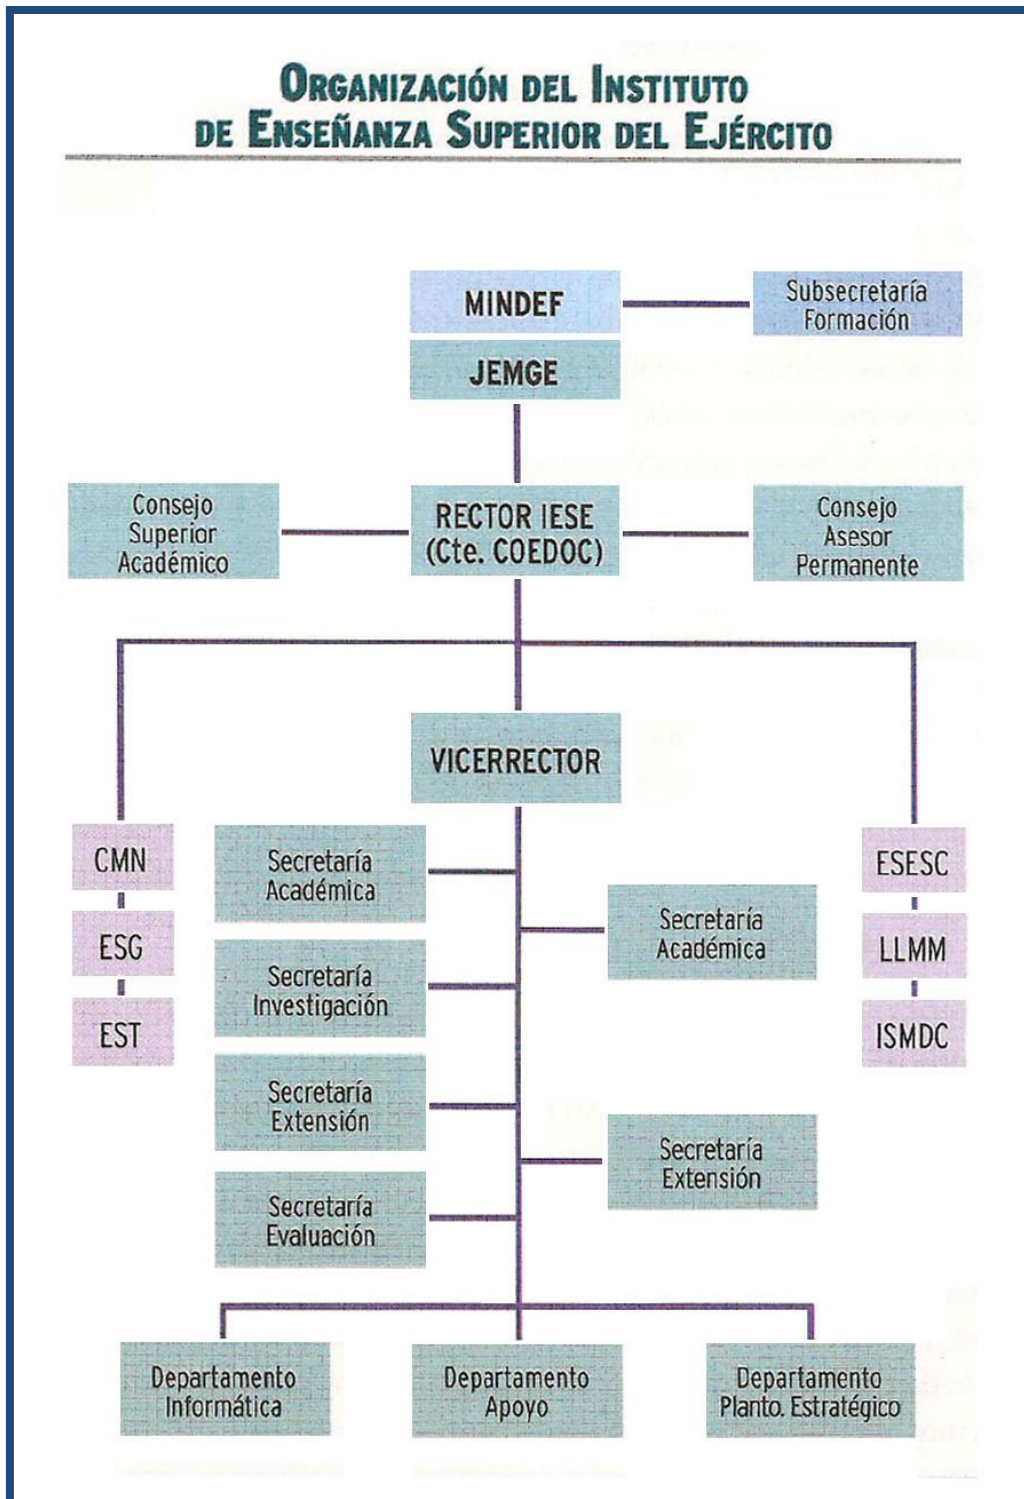 ORGANIZACIÓN DEL INSTITUTO
DE ENSEÑANZA SUPERIOR DEL EJÉRCITO
MINDEF
Subsecretaría
Formación
JEMGE
Consejo
Superior
Académico
RECTOR IESE
(Cte. COEDOC)
Consejo
Asesor
Permanente
VICERRECTOR
CMN
ESG
EST
Secretaría
Académica
Secretaría
Investigación
Secretaría
Extensión
Secretaría
Evaluación
Secretaría
Académica
Secretaría
Extensión
ESESC
LLMM
ISMDC
Departamento
Informática
Departamento
Apoyo
Departamento
Planto. Estratégico